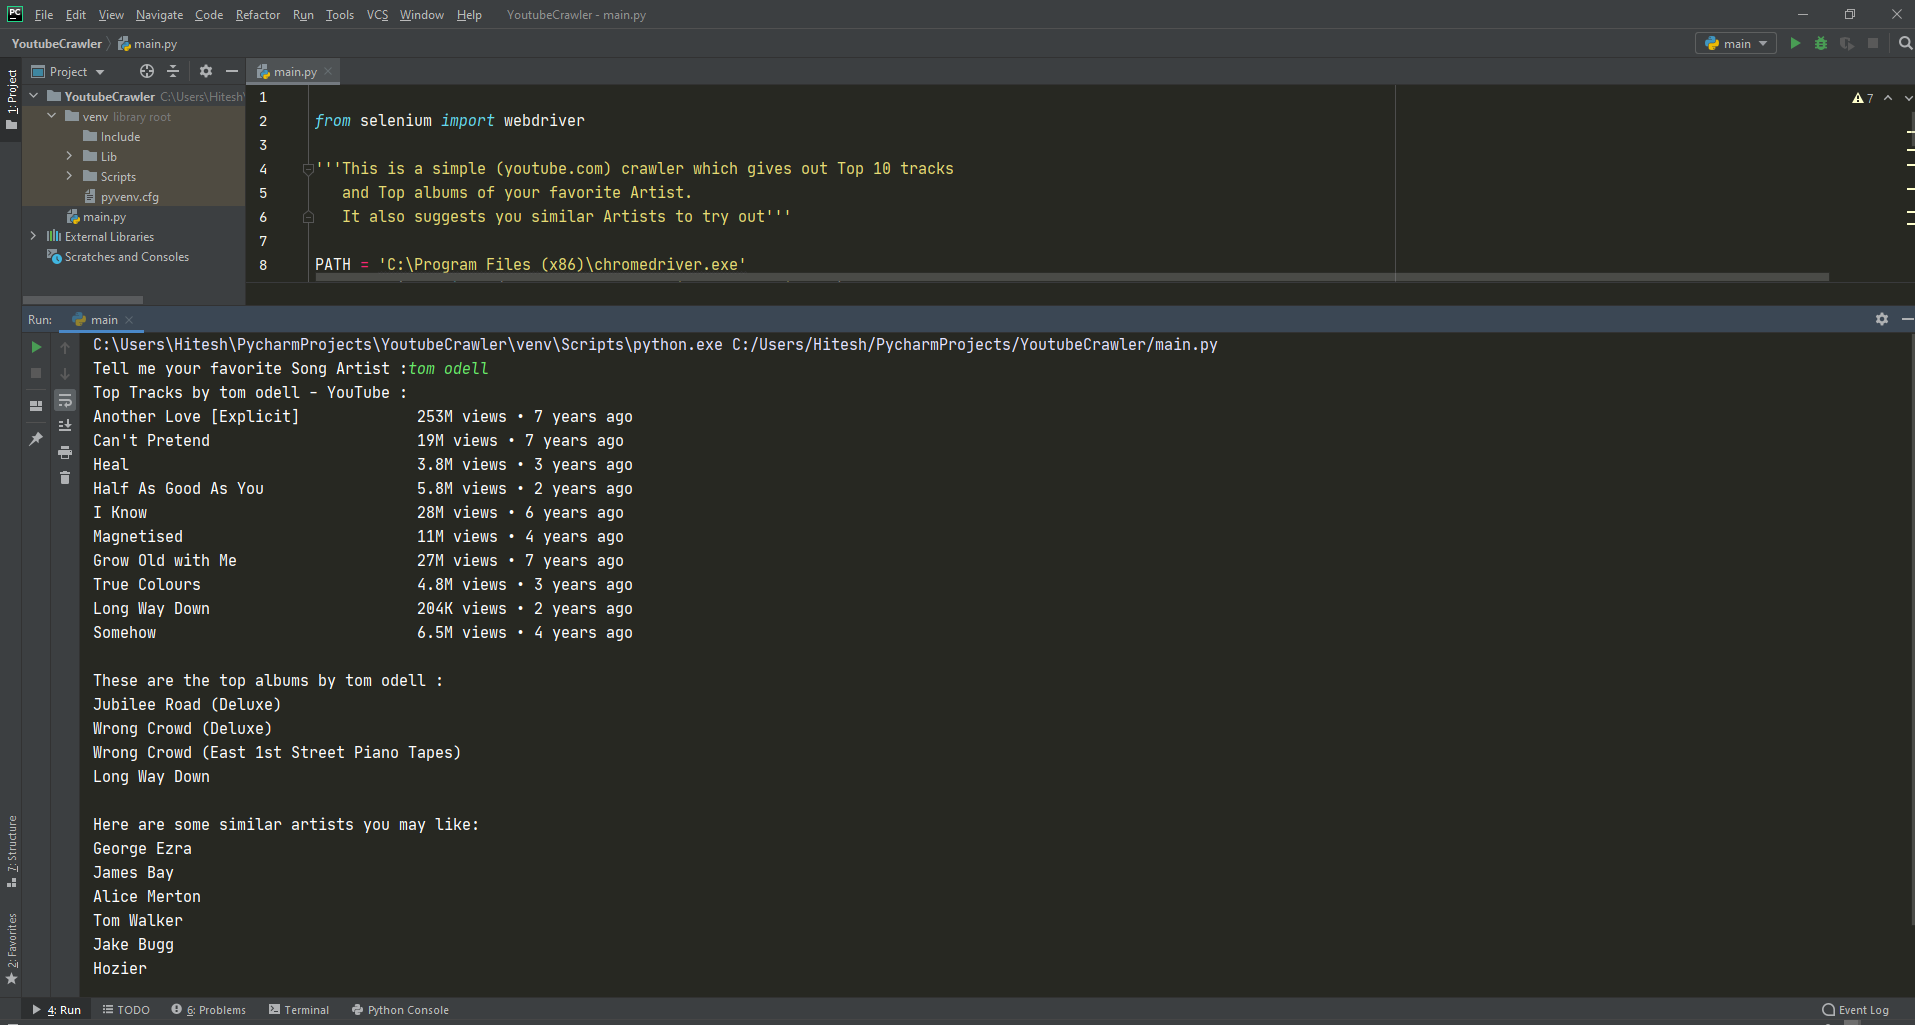 PC File Edit View Navigate Code Refactor Run Tools VCS Window Help YoutubeCrawler - main.py
YoutubeCrawler main.py main
1: Project
Project main.py
YoutubeCrawler C:\Users\Hitesh\
venv library root
Include
Lib
Scripts
pyvenv.cfg
main.py
External Libraries
Scratches and Consoles
7
1
2 from selenium import webdriver
3
4 '''This is a simple (youtube.com) crawler which gives out Top 10 tracks
5 and Top albums of your favorite Artist.
6 It also suggests you similar Artists to try out'''
7
8 PATH = 'C:\Program Files (x86)\chromedriver.exe'
Run: main
C:\Users\Hitesh\PycharmProjects\YoutubeCrawler\venv\Scripts\python.exe C:/Users/Hitesh/PycharmProjects/YoutubeCrawler/main.py
Tell me your favorite Song Artist :tom odell
Top Tracks by tom odell - YouTube :
Another Love [Explicit] 253M views • 7 years ago
Can't Pretend 19M views • 7 years ago
Heal 3.8M views • 3 years ago
Half As Good As You 5.8M views • 2 years ago
I Know 28M views • 6 years ago
Magnetised 11M views • 4 years ago
Grow Old with Me 27M views • 7 years ago
True Colours 4.8M views • 3 years ago
Long Way Down 204K views • 2 years ago
Somehow 6.5M views • 4 years ago
These are the top albums by tom odell :
Jubilee Road (Deluxe)
Wrong Crowd (Deluxe)
Wrong Crowd (East 1st Street Piano Tapes)
Long Way Down
Here are some similar artists you may like:
George Ezra
James Bay
Alice Merton
Tom Walker
Jake Bugg
Hozier
7: Structure
2: Favorites
4: Run TODO 6: Problems Terminal Python Console Event Log